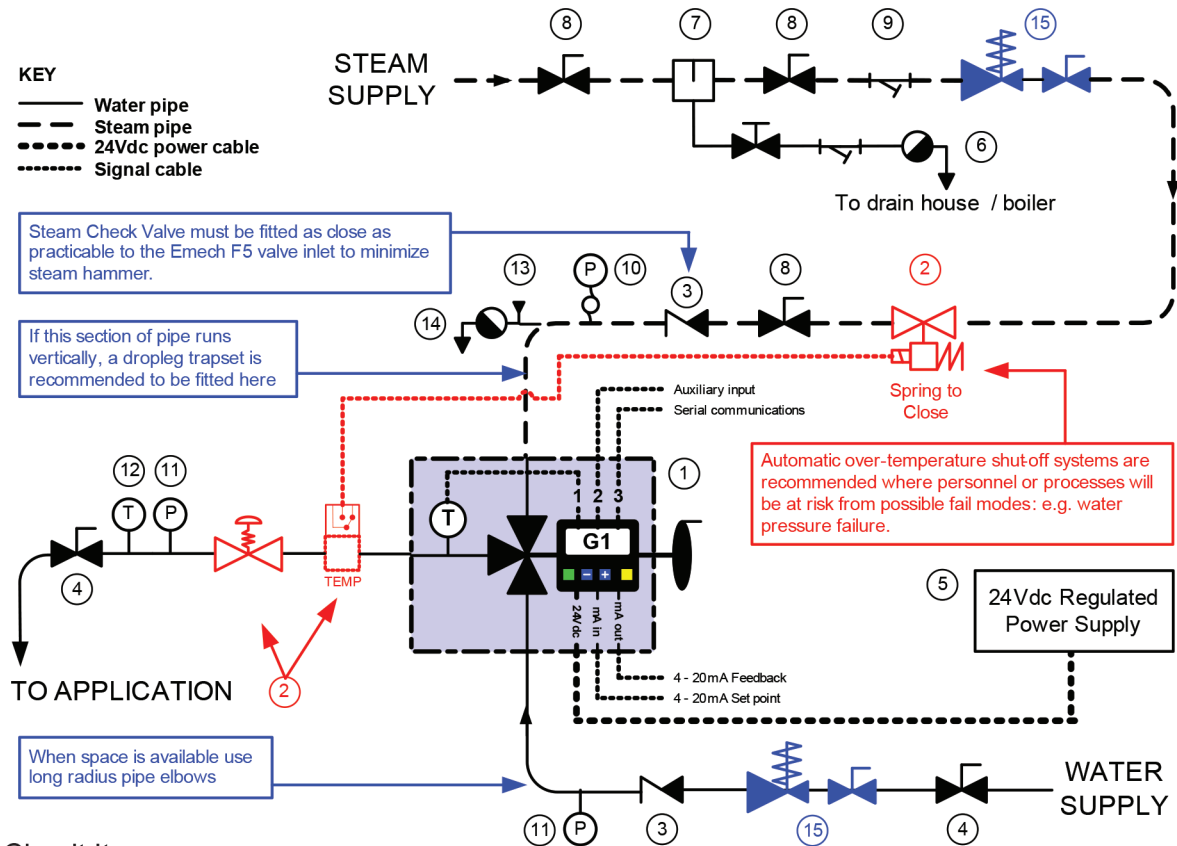 8
7
8
9
15
STEAM
SUPPLY
KEY
Water pipe
Steam pipe
24Vdc power cable
Signal cable
6
To drain house / boiler
Steam Check Valve must be fitted as close as
practicable to the Emech F5 valve inlet to minimize
steam hammer.
13
P
10
3
8
2
14
If this section of pipe runs
vertically, a dropleg trapset is
recommended to be fitted here
Spring to
Close
Auxiliary input
Serial communications
Automatic over-temperature shut-off systems are
recommended where personnel or processes will
be at risk from possible fail modes: e.g. water
pressure failure.
12
11
T
P
4
TEMP
T
1
2
3
1
G1
- +
24Vdc
mA in
mA out
5
24Vdc Regulated
Power Supply
TO APPLICATION
2
4 - 20mA Feedback
4 - 20mA Set point
When space is available use
long radius pipe elbows
WATER
SUPPLY
11
P
3
15
4